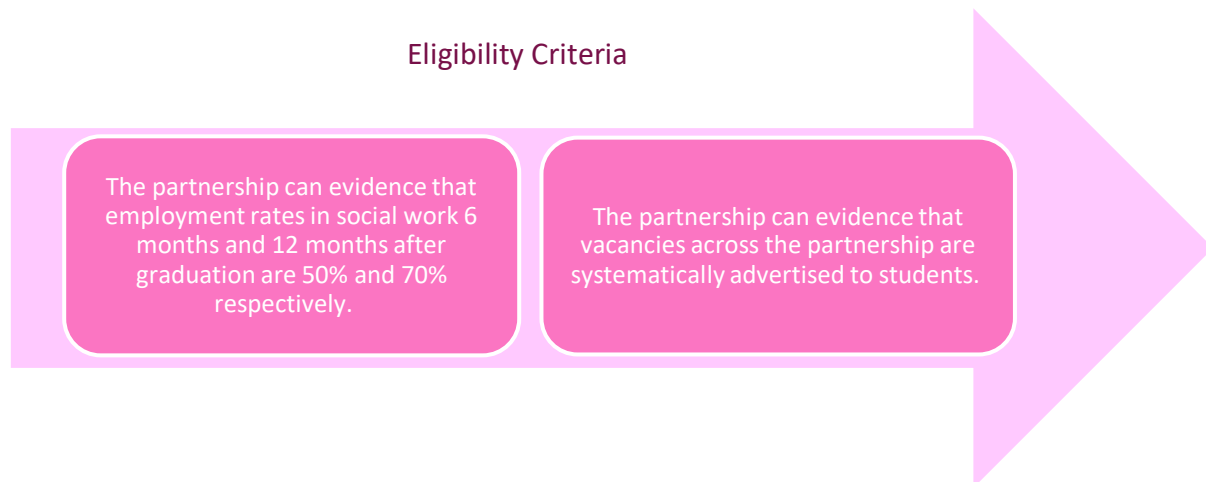 Eligibility Criteria
The partnership can evidence that
employment rates in social work 6
months and 12 months after
graduation are 50% and 70%
respectively.
The partnership can evidence that
vacancies across the partnership are
systematically advertised to students.